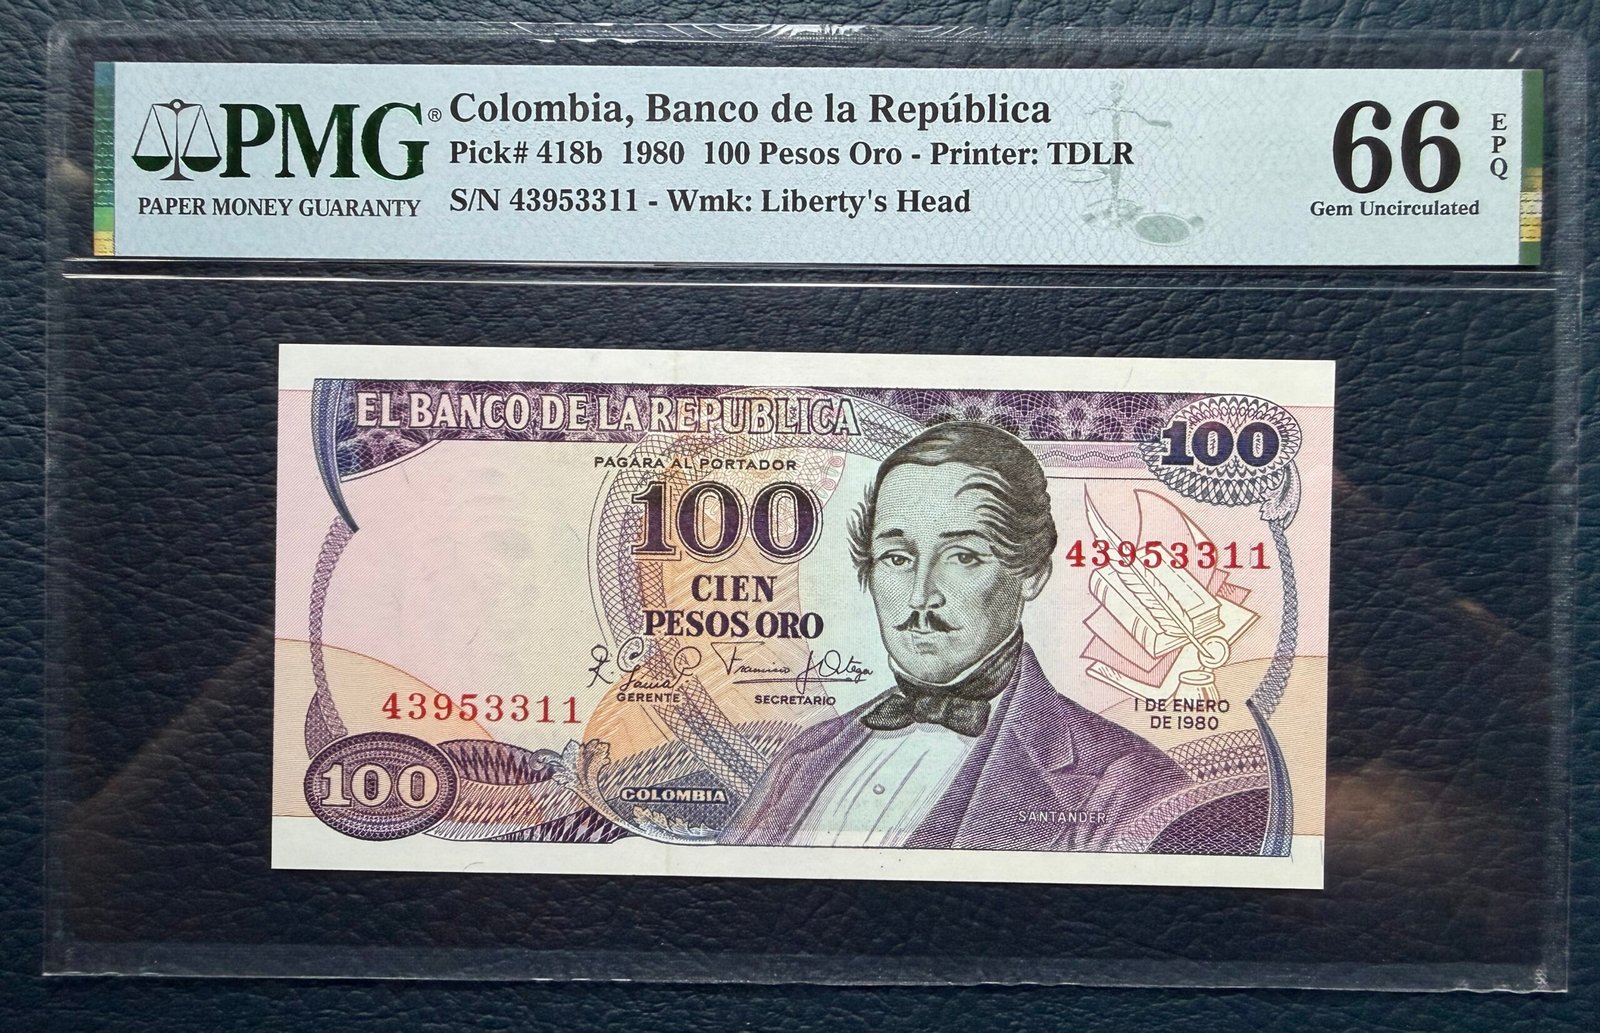 PMG®
PAPER MONEY GUARANTY
Colombia, Banco de la República
Pick# 418b 1980 100 Pesos Oro - Printer: TDLR
S/N 43953311 - Wmk: Liberty's Head
66
EPQ
Gem Uncirculated
EL BANCO DE LA REPUBLICA
100
PAGARA AL PORTADOR
100
CIEN
PESOS ORO
43953311
GERENTE
SECRETARIO
43953311
1 DE ENERO
DE 1980
100
COLOMBIA
SANTANDER